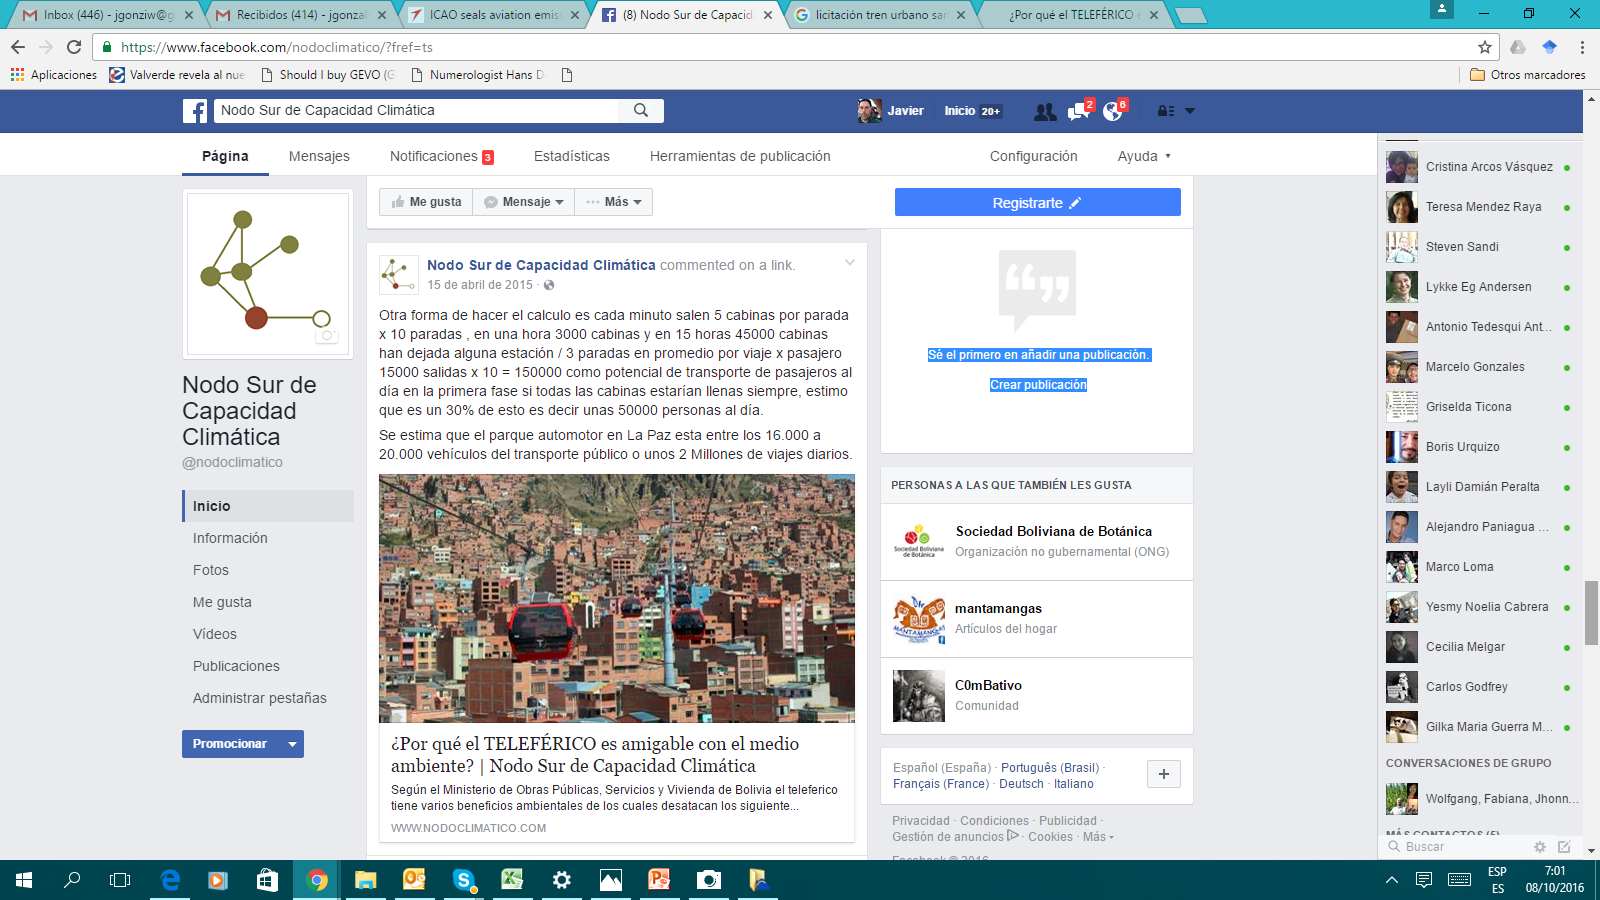 Inbox (446) - jgonziw@g
Recibidos (414) - jgonzal
ICAO seals aviation emiss
(8) Nodo Sur de Capacida
licitación tren urbano san
¿Por qué el TELEFÉRICO e
https://www.facebook.com/nodoclimatico/?fref=ts
Aplicaciones
Valverde revela al nue
Should I buy GEVO (G
Numerologist Hans D
Otros marcadores
Nodo Sur de Capacidad Climática
Javier
Inicio 20+
2
6
Página
Mensajes
Notificaciones 3
Estadísticas
Herramientas de publicación
Configuración
Ayuda
Nodo Sur de
Capacidad
Climática
@nodoclimatico
Inicio
Información
Fotos
Me gusta
Vídeos
Publicaciones
Administrar pestañas
Promocionar
Me gusta
Mensaje
Más
Nodo Sur de Capacidad Climática commented on a link.
15 de abril de 2015 ·
Otra forma de hacer el calculo es cada minuto salen 5 cabinas por parada
x 10 paradas , en una hora 3000 cabinas y en 15 horas 45000 cabinas
han dejada alguna estación / 3 paradas en promedio por viaje x pasajero
15000 salidas x 10 = 150000 como potencial de transporte de pasajeros al
día en la primera fase si todas las cabinas estarían llenas siempre, estimo
que es un 30% de esto es decir unas 50000 personas al día.
Se estima que el parque automotor en La Paz esta entre los 16.000 a
20.000 vehículos del transporte público o unos 2 Millones de viajes diarios.
¿Por qué el TELEFÉRICO es amigable con el medio
ambiente? | Nodo Sur de Capacidad Climática
Según el Ministerio de Obras Públicas, Servicios y Vivienda de Bolivia el teleferico
tiene varios beneficios ambientales de los cuales desatacan los siguiente...
WWW.NODOCLIMATICO.COM
Registrarte
Sé el primero en añadir una publicación.
Crear publicación
PERSONAS A LAS QUE TAMBIÉN LES GUSTA
Sociedad Boliviana
de Botánica
Sociedad Boliviana de Botánica
Organización no gubernamental (ONG)
MANTAMANGAS
mantamangas
Artículos del hogar
C0mBativo
Comunidad
Español (España) · Português (Brasil) ·
Français (France) · Deutsch · Italiano
Privacidad · Condiciones · Publicidad ·
Gestión de anuncios · Cookies · Más
Facebook © 2016
Cristina Arcos Vásquez
Teresa Mendez Raya
Steven Sandi
Lykke Eg Andersen
Antonio Tedesqui Ant...
Marcelo Gonzales
Griselda Ticona
Boris Urquizo
Layli Damián Peralta
Alejandro Paniagua ...
Marco Loma
Yesmy Noelia Cabrera
Cecilia Melgar
Carlos Godfrey
Gilka Maria Guerra M...
CONVERSACIONES DE GRUPO
Wolfgang, Fabiana, Jhonn...
MÁS CONTACTOS (5)
Buscar
ESP
ES
7:01
08/10/2016